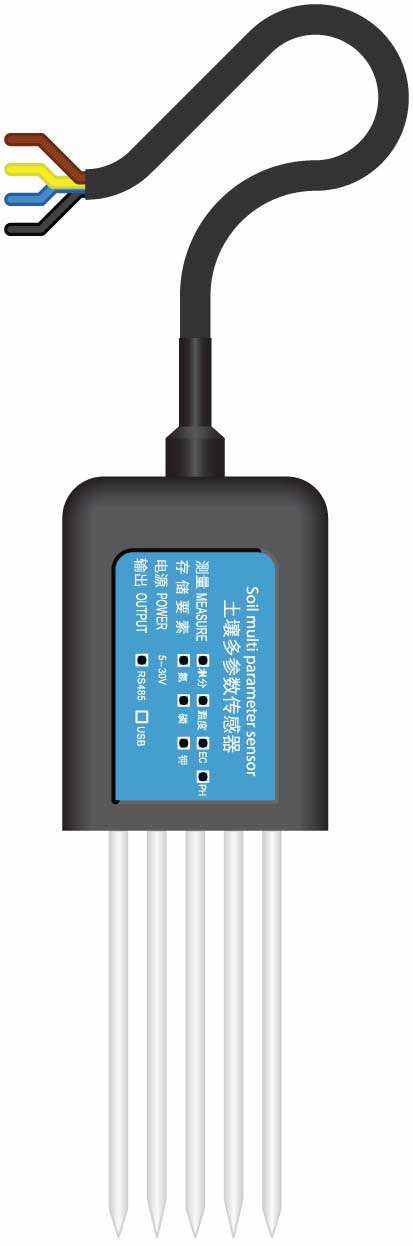 Soil multi parameter sensor
土壤多参数传感器
测量 MEASURE 水分 温度 EC PH
存储要素 氮 磷 钾
电源 POWER 5-30V
输出 OUTPUT RS485 USB